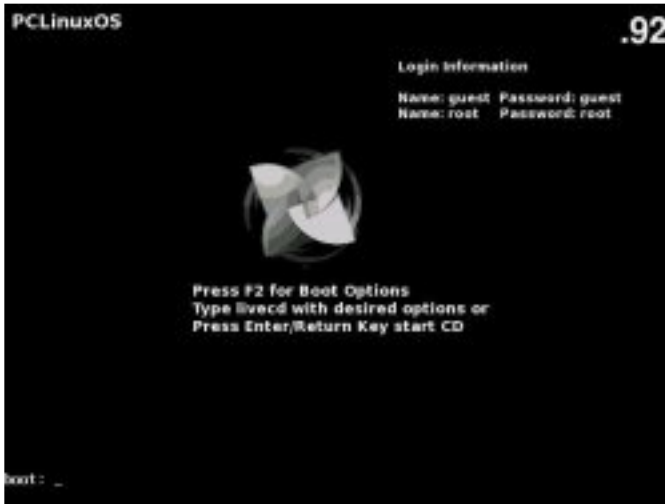 PCLinuxOS
.92
Login Information
Name: guest Password: guest
Name: root Password: root
Press F2 for Boot Options
Type livecd with desired options or
Press Enter/Return Key start CD
boot: _